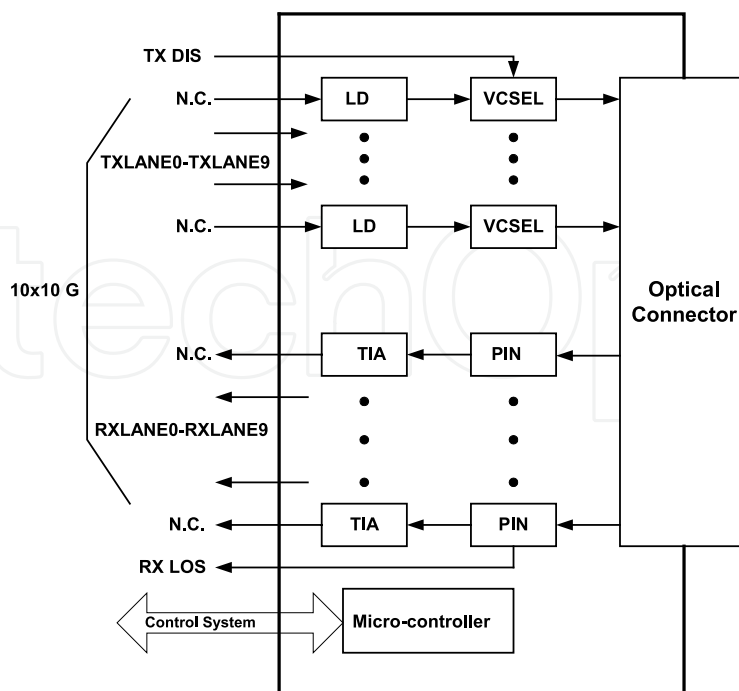 TX DIS
N.C. LD VCSEL
TXLANE0-TXLANE9
N.C. LD VCSEL
10x10 G
Optical
Connector
N.C. TIA PIN
RXLANE0-RXLANE9
N.C. TIA PIN
RX LOS
Control System Micro-controller